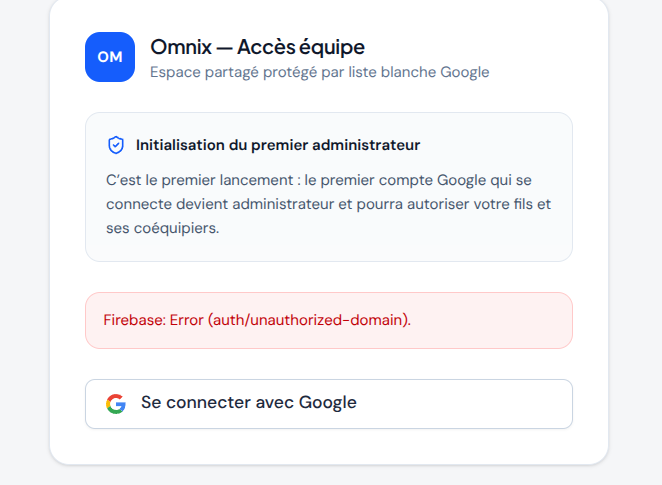 OM
Omnix — Accès équipe
Espace partagé protégé par liste blanche Google
Initialisation du premier administrateur
C'est le premier lancement : le premier compte Google qui se
connecte devient administrateur et pourra autoriser votre fils et
ses coéquipiers.
Firebase: Error (auth/unauthorized-domain).
Se connecter avec Google